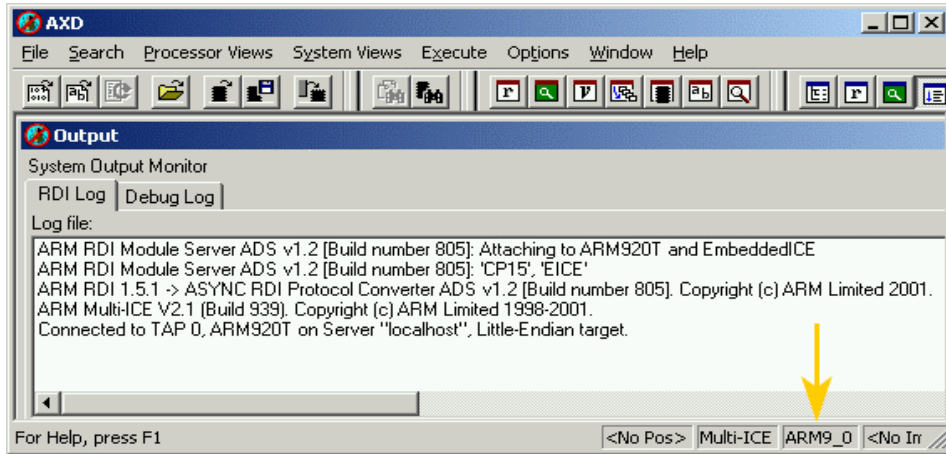 AXD
File Search Processor Views System Views Execute Options Window Help
Output
System Output Monitor
RDI Log Debug Log
Log file:
ARM RDI Module Server ADS v1.2 [Build number 805]: Attaching to ARM920T and EmbeddedICE
ARM RDI Module Server ADS v1.2 [Build number 805]: 'CP15', 'EICE'
ARM RDI 1.5.1 -> ASYNC RDI Protocol Converter ADS v1.2 [Build number 805]. Copyright (c) ARM Limited 2001.
ARM Multi-ICE V2.1 (Build 939). Copyright (c) ARM Limited 1998-2001.
Connected to TAP 0, ARM920T on Server "localhost", Little-Endian target.
For Help, press F1 <No Pos> Multi-ICE ARM9_0 <No